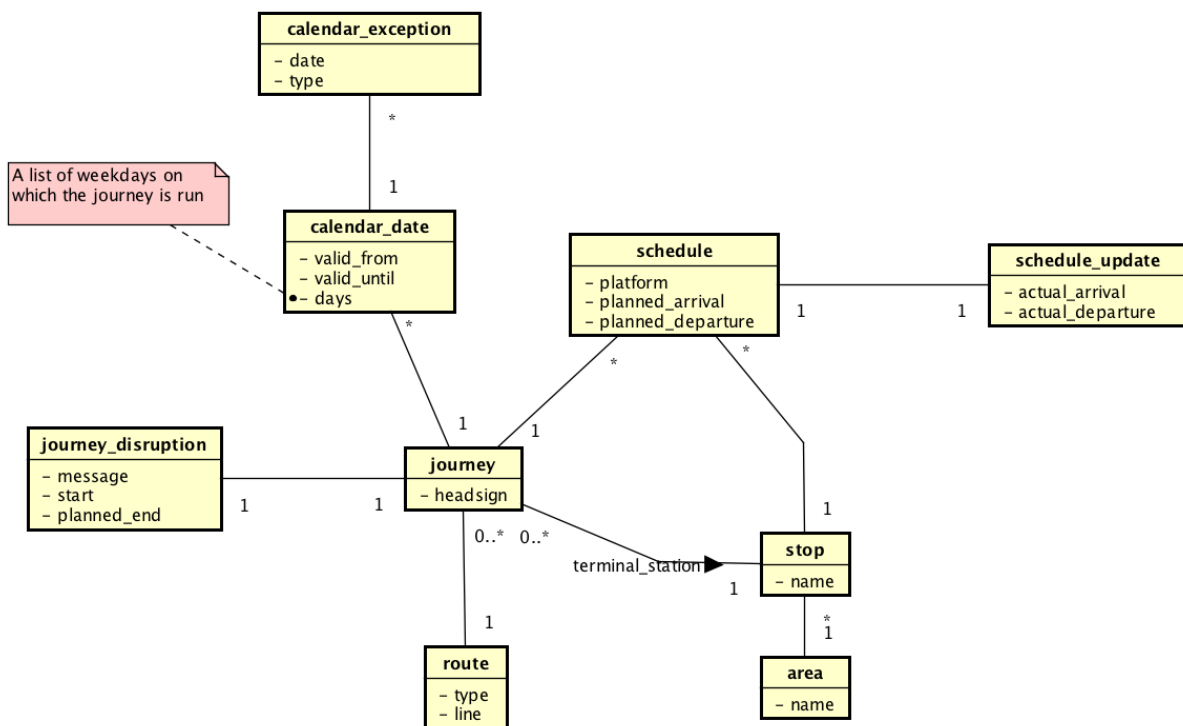 calendar_exception
- date
- type
*
1
A list of weekdays on
which the journey is run
calendar_date
- valid_from
- valid_until
- days
*
1
schedule
- platform
- planned_arrival
- planned_departure
1
1
schedule_update
- actual_arrival
- actual_departure
*
1
*
1
journey_disruption
- message
- start
- planned_end
1
1
journey
- headsign
0..*
0..*
terminal_station
1
1
stop
- name
*
1
area
- name
route
- type
- line